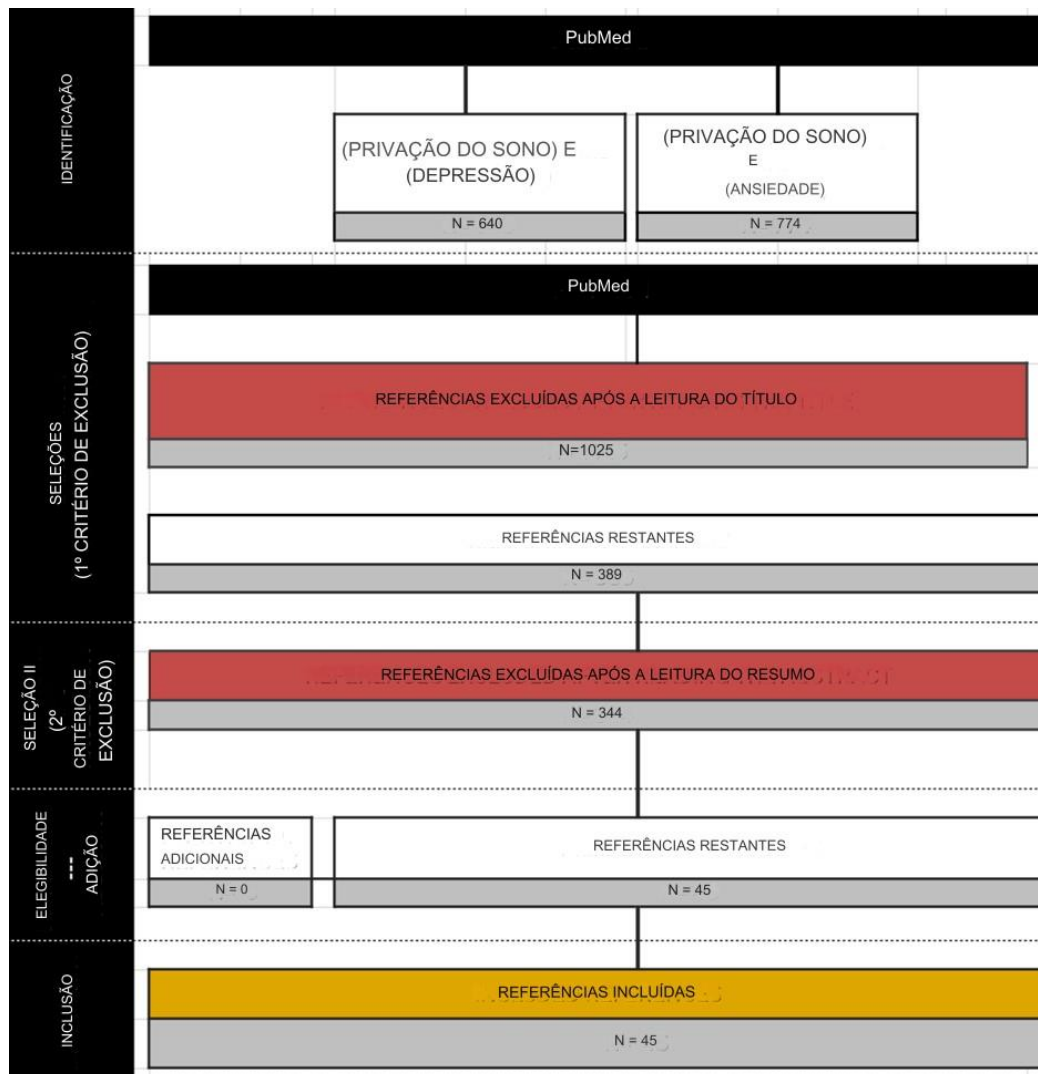 PubMed
IDENTIFICAÇÃO
(PRIVAÇÃO DO SONO) E
(DEPRESSÃO)
N = 640
(PRIVAÇÃO DO SONO)
E
(ANSIEDADE)
N = 774
PubMed
SELEÇÕES
(1º CRITÉRIO DE EXCLUSÃO)
REFERÊNCIAS EXCLUÍDAS APÓS A LEITURA DO TÍTULO
N=1025
REFERÊNCIAS RESTANTES
N = 389
SELEÇÃO II
(2º
CRITÉRIO DE
EXCLUSÃO)
REFERÊNCIAS EXCLUÍDAS APÓS A LEITURA DO RESUMO
N = 344
ELEGIBILIDADE
---
ADIÇÃO
REFERÊNCIAS
ADICIONAIS
N = 0
REFERÊNCIAS RESTANTES
N = 45
INCLUSÃO
REFERÊNCIAS INCLUÍDAS
N = 45